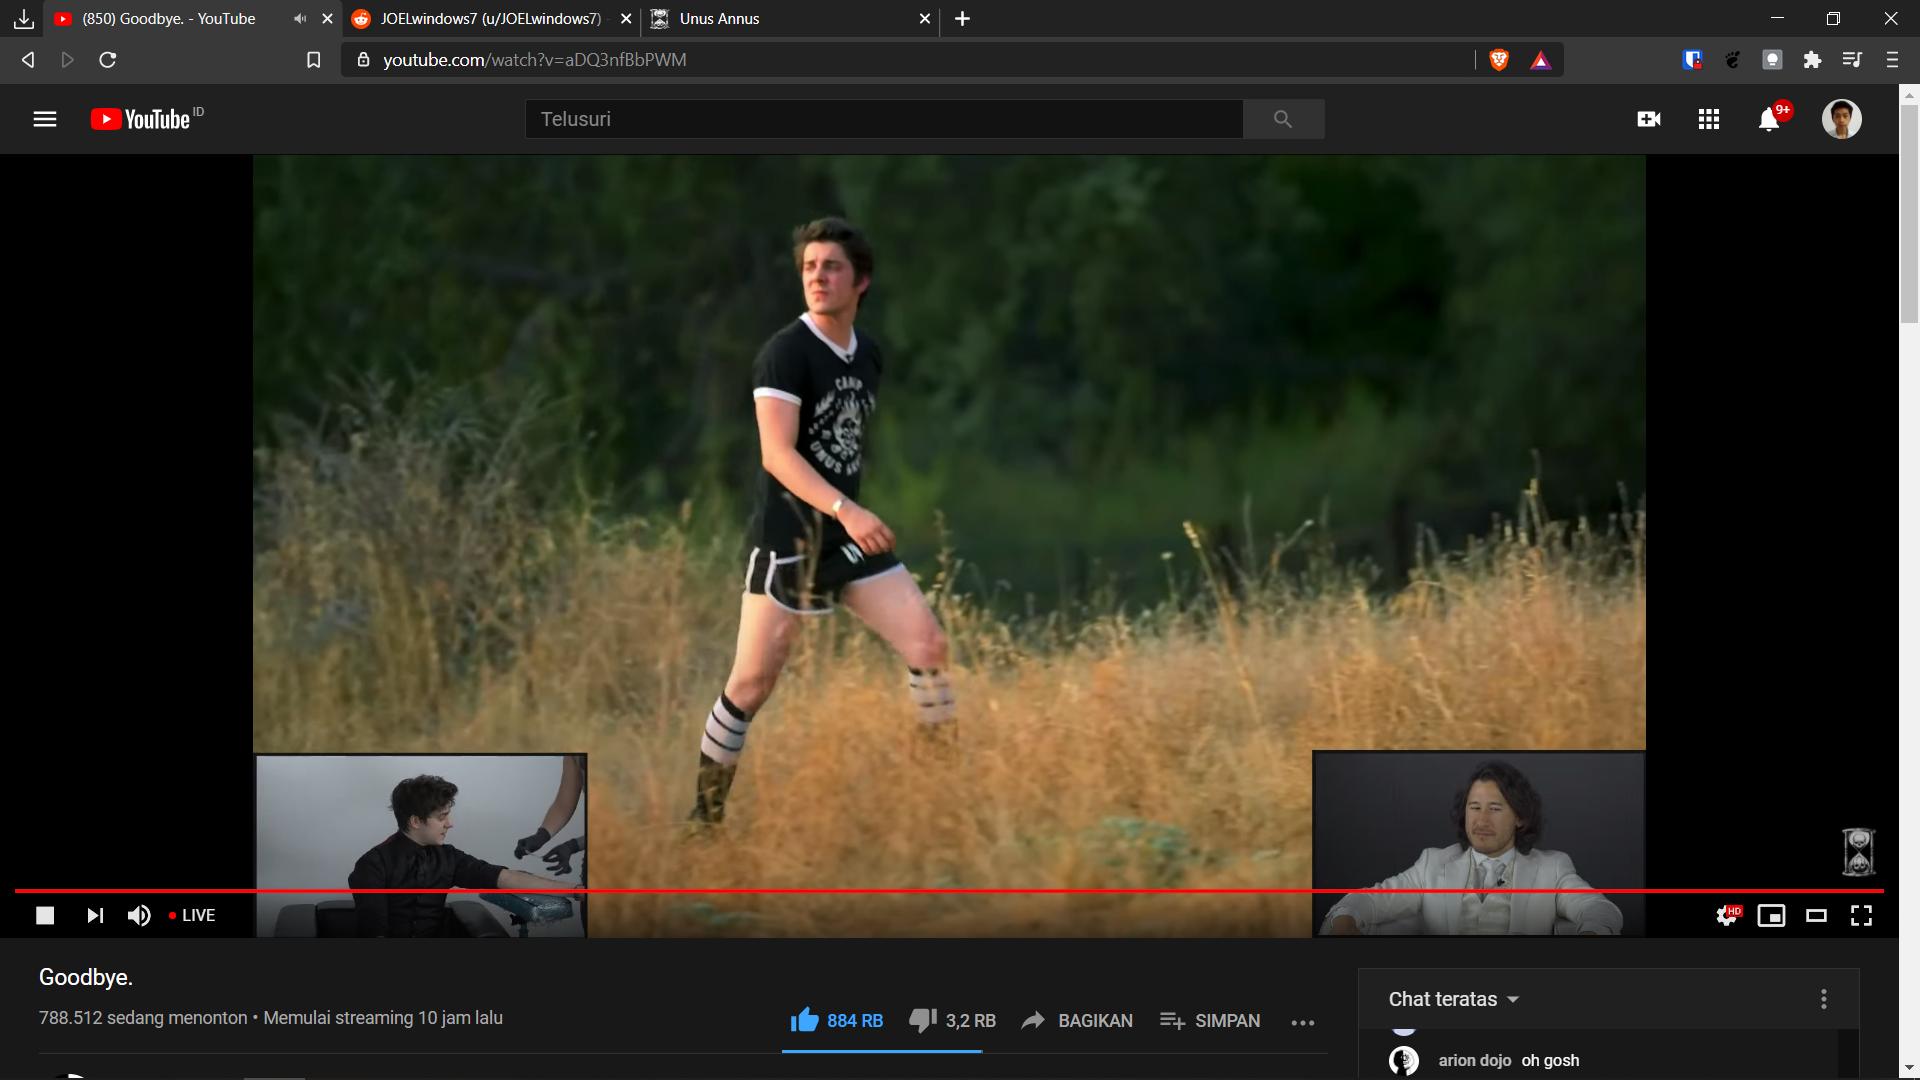 (850) Goodbye. - YouTube
JOELwindows7 (u/JOELwindows7)
Unus Annus
youtube.com/watch?v=aDQ3nfBbPWM
YouTube ID
Telusuri
9+
CAMP
UNUS
LIVE
HD
Goodbye.
788.512 sedang menonton • Memulai streaming 10 jam lalu
884 RB
3,2 RB
BAGIKAN
SIMPAN
Chat teratas
arion dojo oh gosh